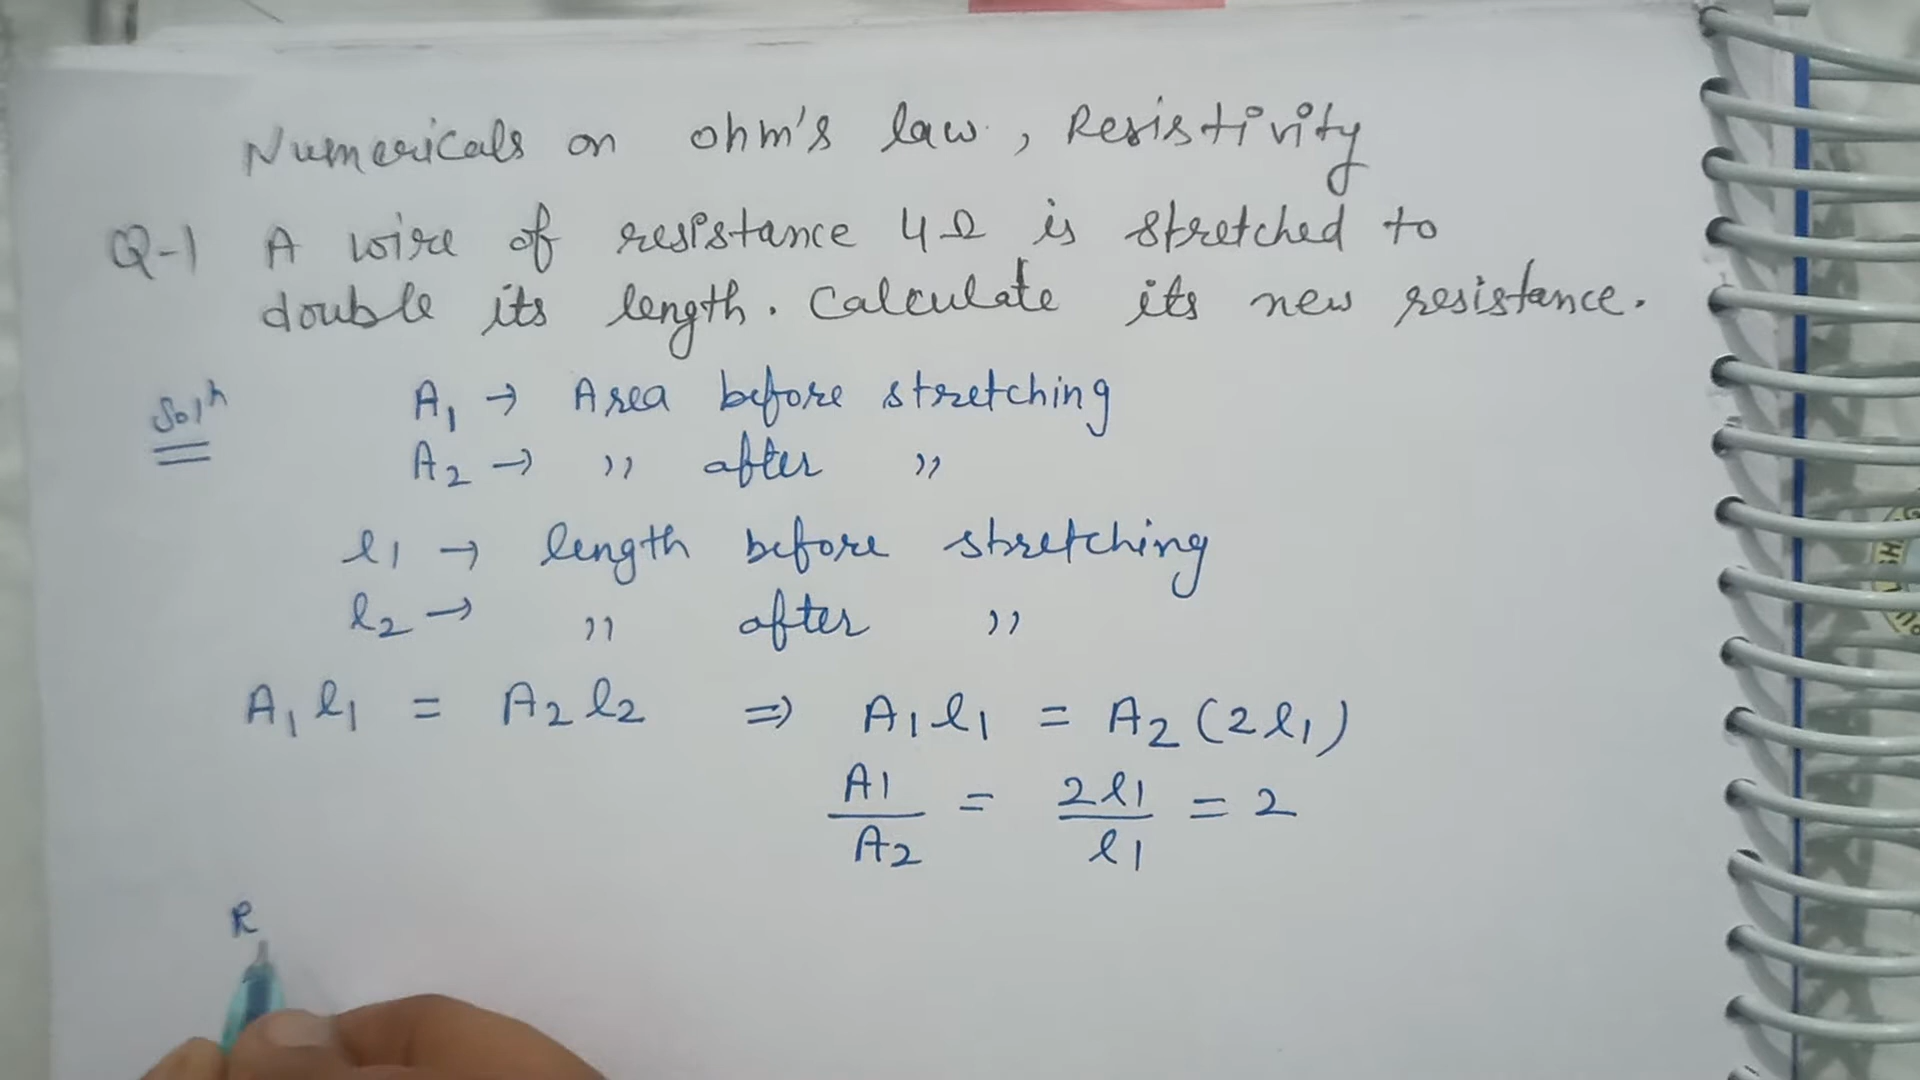 Numericals on ohm's law, Resistivity
Q-1 A wire of resistance 4Ω is stretched to
double its length. Calculate its new resistance.
Solⁿ A₁ → Area before stretching
A₂ → ,, after ,,
l₁ → length before stretching
l₂ → ,, after ,,
A₁ l₁ = A₂ l₂ ⇒ A₁ l₁ = A₂ (2 l₁)
A1/A2 = 2l1/l1 = 2
R